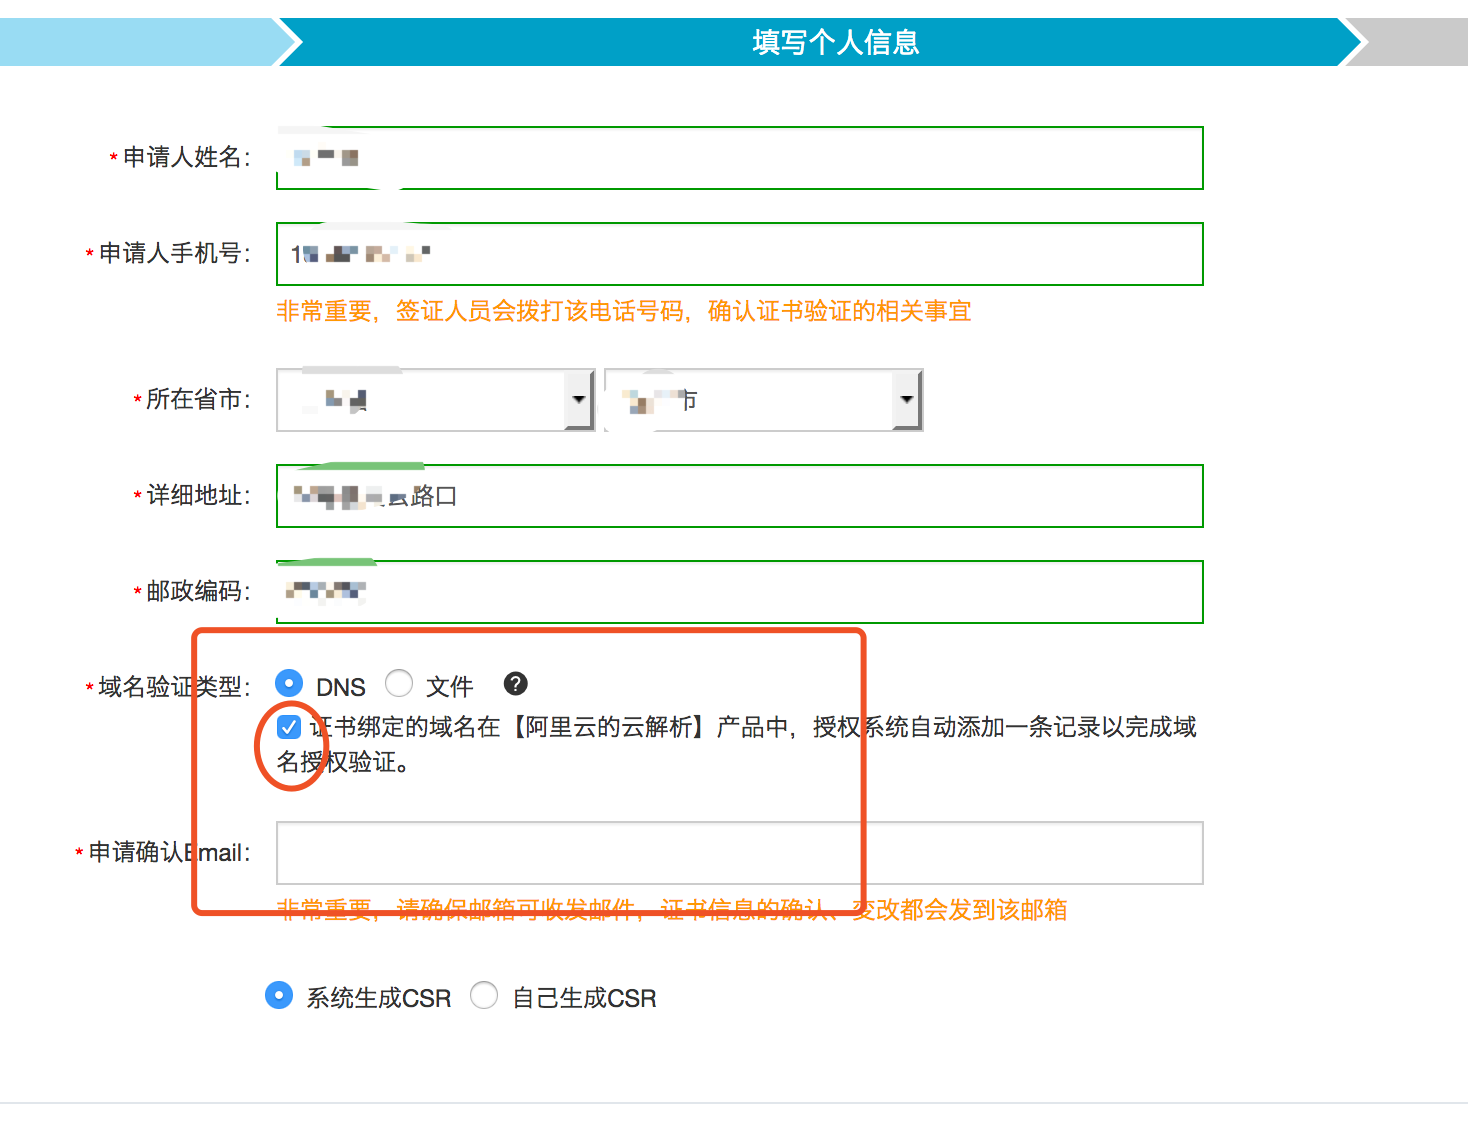 填写个人信息
*申请人姓名：
*申请人手机号：
1
非常重要，签证人员会拨打该电话号码，确认证书验证的相关事宜
*所在省市： 市
*详细地址： 路口
*邮政编码：
*域名验证类型： DNS 文件 ?
证书绑定的域名在【阿里云的云解析】产品中，授权系统自动添加一条记录以完成域
名授权验证。
*申请确认Email：
非常重要，请确保邮箱可收发邮件，证书信息的确认、变改都会发到该邮箱
系统生成CSR 自己生成CSR